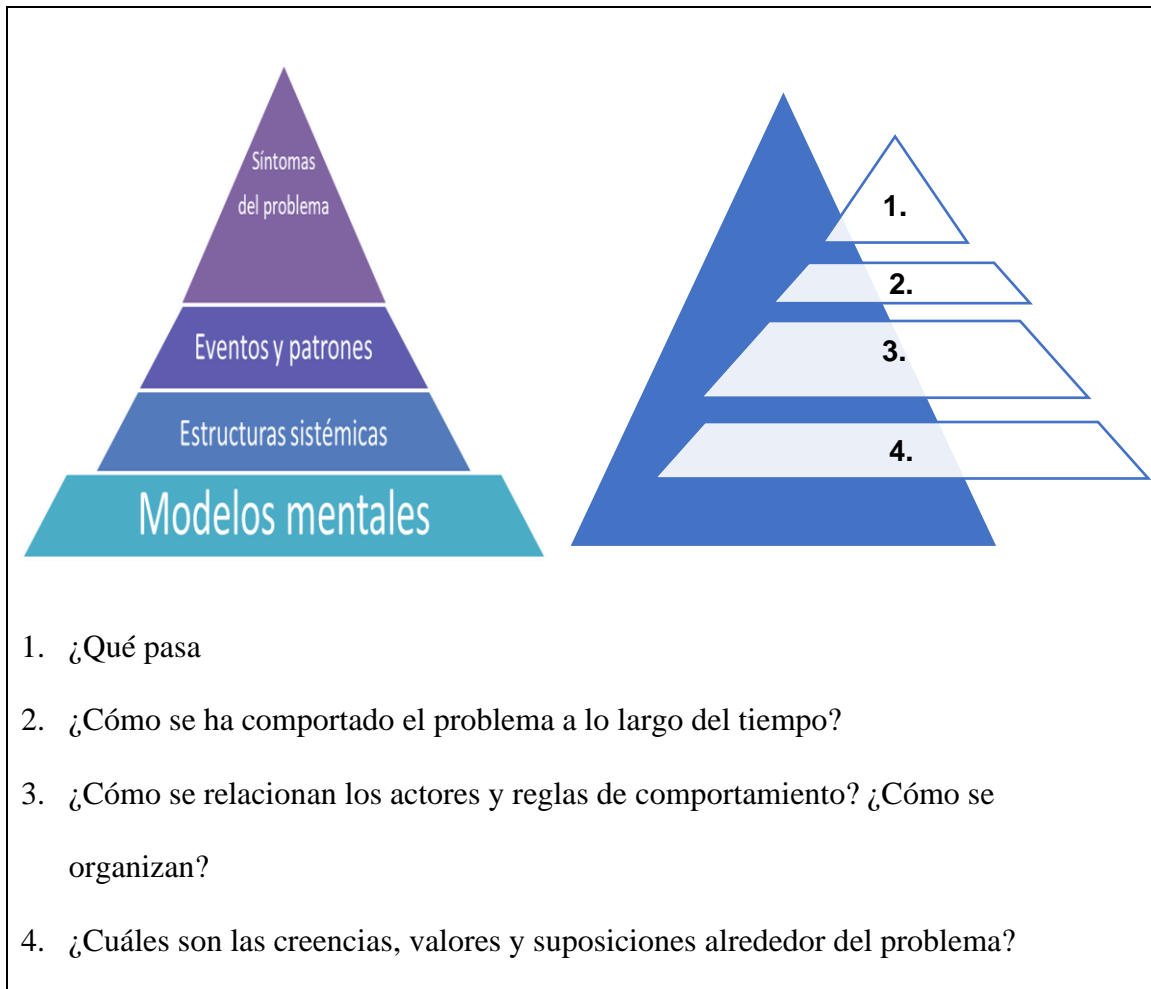 Síntomas
del problema
Eventos y patrones
Estructuras sistémicas
Modelos mentales
1.
2.
3.
4.
1. ¿Qué pasa
2. ¿Cómo se ha comportado el problema a lo largo del tiempo?
3. ¿Cómo se relacionan los actores y reglas de comportamiento? ¿Cómo se
organizan?
4. ¿Cuáles son las creencias, valores y suposiciones alrededor del problema?